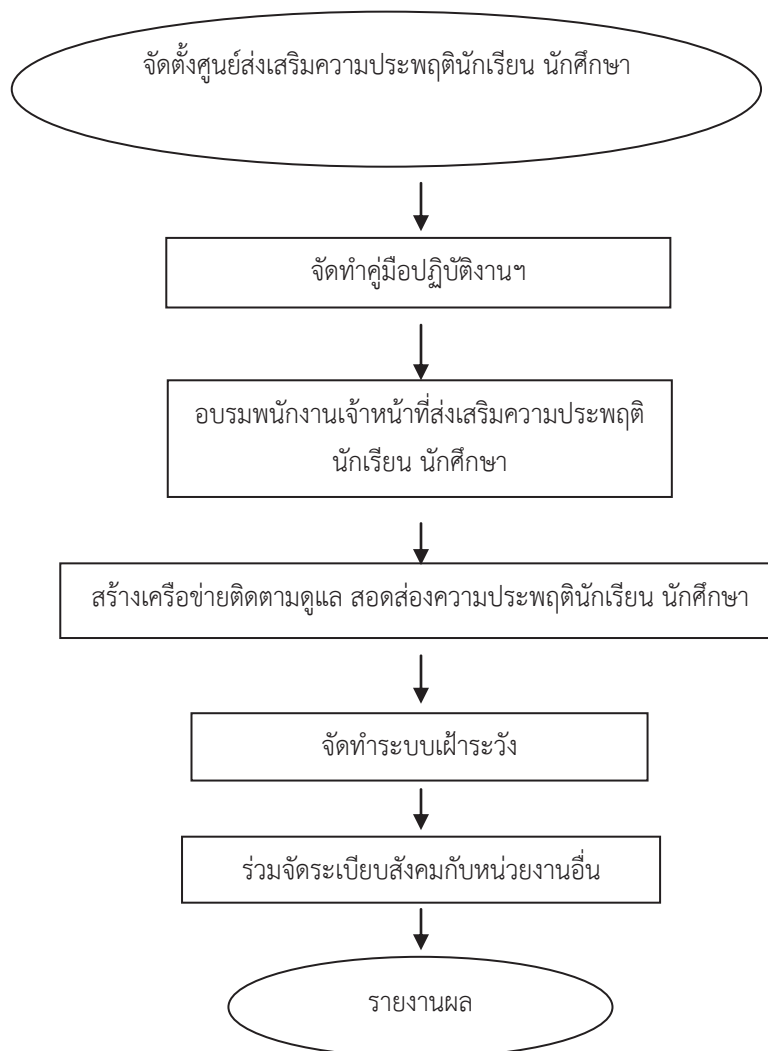 จัดตั้งศูนย์ส่งเสริมความประพฤตินักเรียน นักศึกษา
จัดทำคู่มือปฏิบัติงานฯ
อบรมพนักงานเจ้าหน้าที่ส่งเสริมความประพฤติ
นักเรียน นักศึกษา
สร้างเครือข่ายติดตามดูแล สอดส่องความประพฤตินักเรียน นักศึกษา
จัดทำระบบเฝ้าระวัง
ร่วมจัดระเบียบสังคมกับหน่วยงานอื่น
รายงานผล